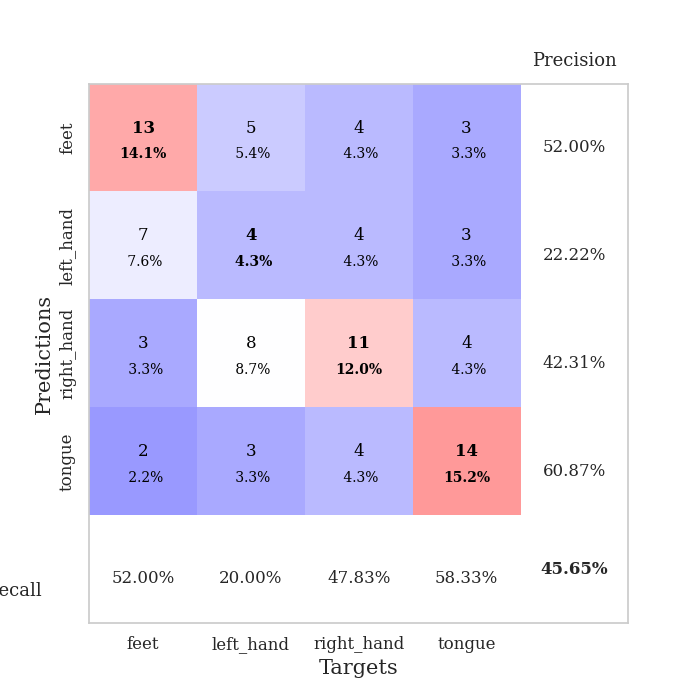 Precision
feet
13 5 4 3 52.00%
14.1% 5.4% 4.3% 3.3%
left_hand
7 4 4 3 22.22%
7.6% 4.3% 4.3% 3.3%
Predictions
right_hand
3 8 11 4 42.31%
3.3% 8.7% 12.0% 4.3%
tongue
2 3 4 14 60.87%
2.2% 3.3% 4.3% 15.2%
ecall 52.00% 20.00% 47.83% 58.33% 45.65%
feet left_hand right_hand tongue
Targets